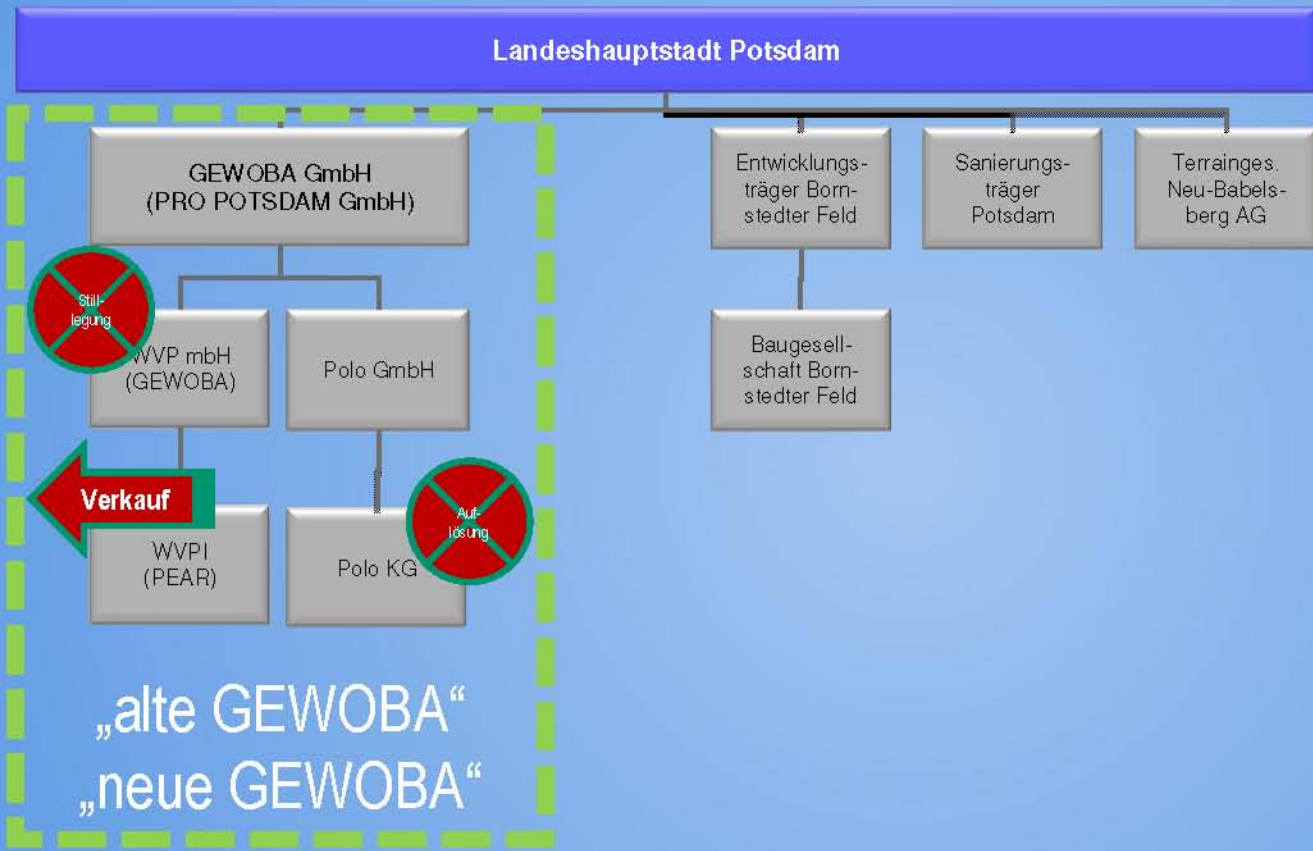 Landeshauptstadt Potsdam
GEWOBA GmbH
(PRO POTSDAM GmbH)
Entwicklungs-
träger Born-
stedter Feld
Sanierungs-
träger
Potsdam
Terrainges.
Neu-Babels-
berg AG
Still-
legung
WVP mbH
(GEWOBA)
Polo GmbH
Baugesell-
schaft Born-
stedter Feld
Verkauf
WVPI
(PEAR)
Polo KG
Auf-
lösung
„alte GEWOBA“
„neue GEWOBA“